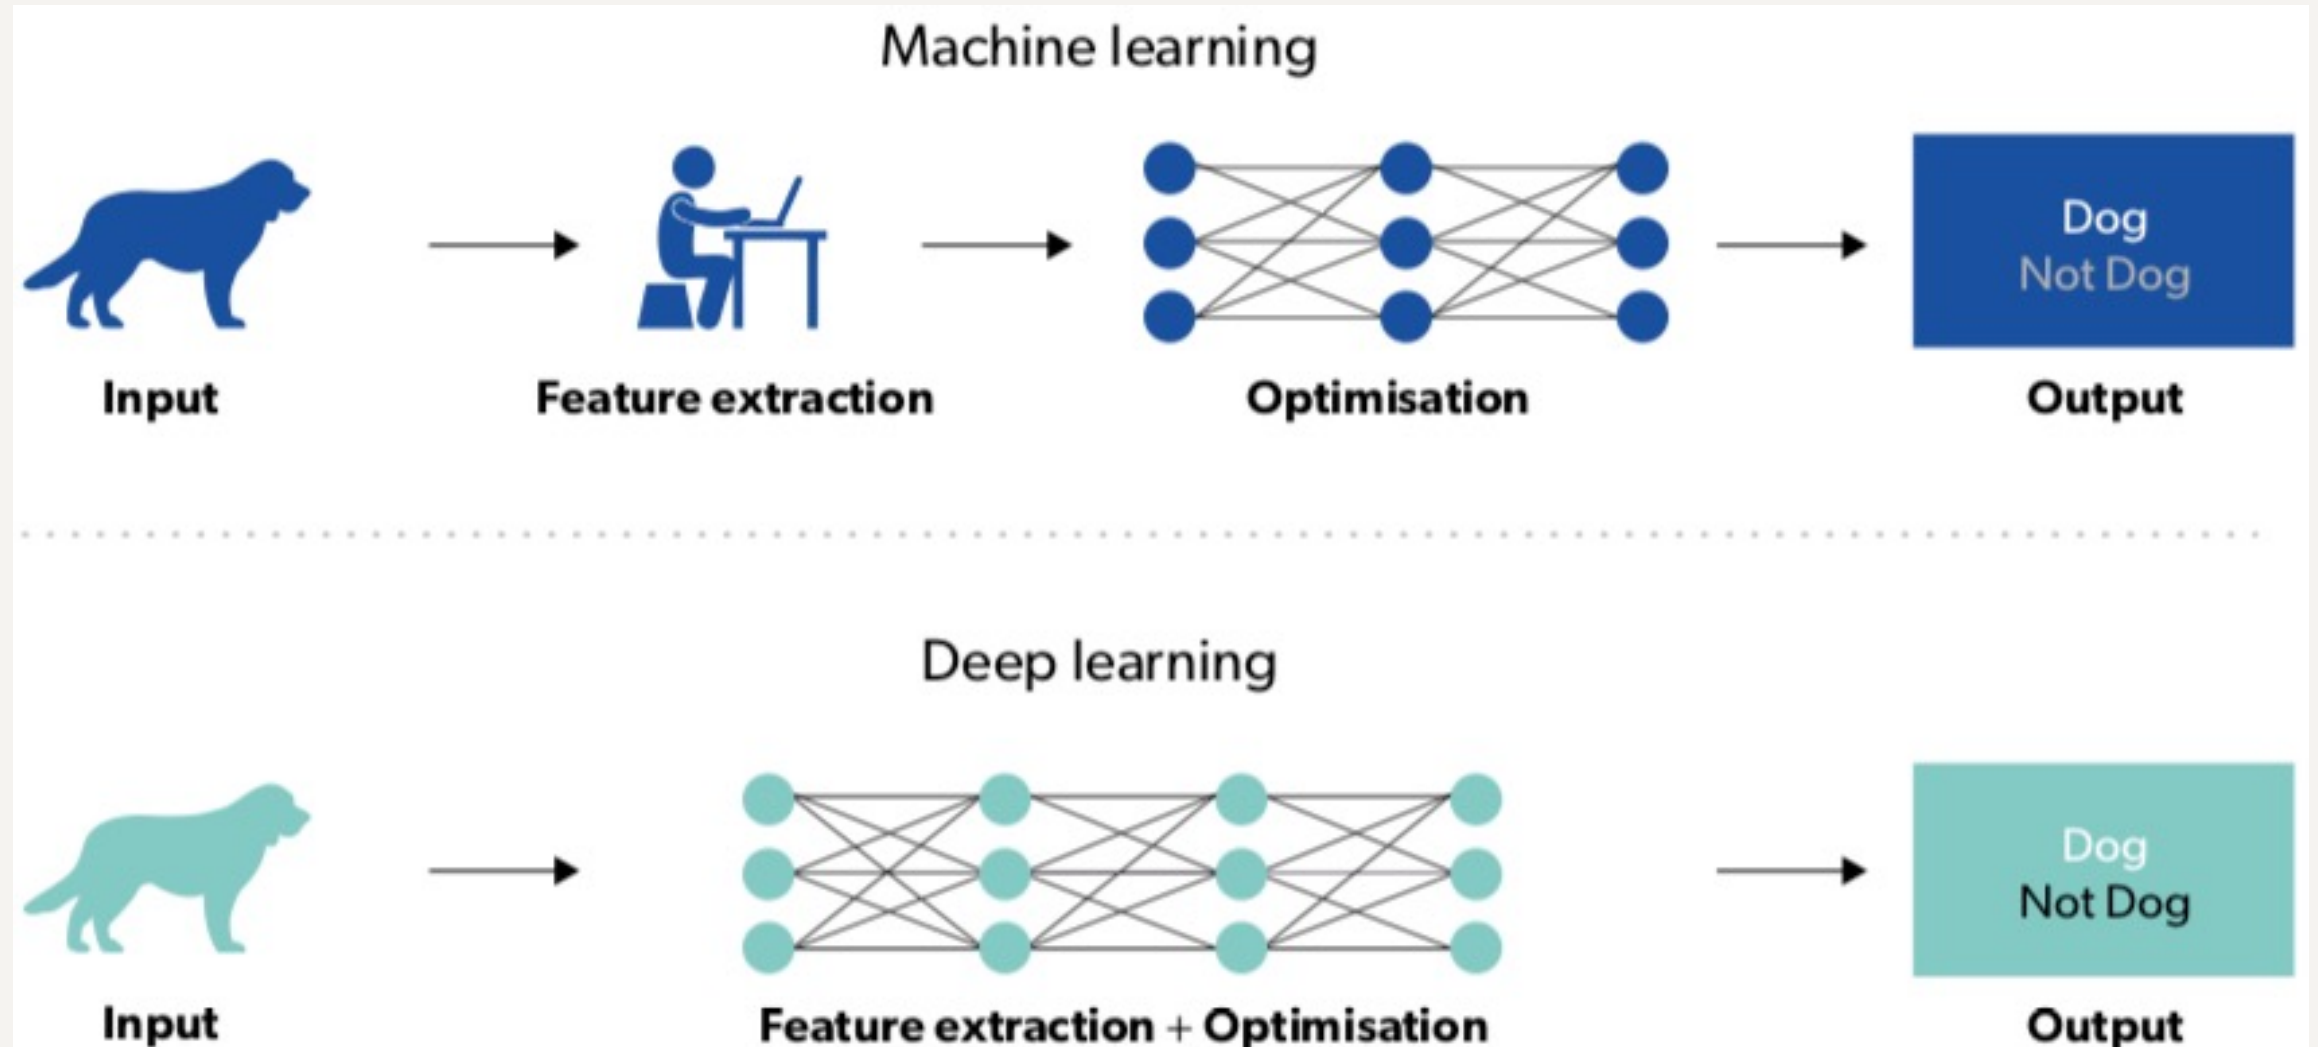 Machine learning
Dog
Not Dog
Input
Feature extraction
Optimisation
Output
Deep learning
Dog
Not Dog
Input
Feature extraction + Optimisation
Output